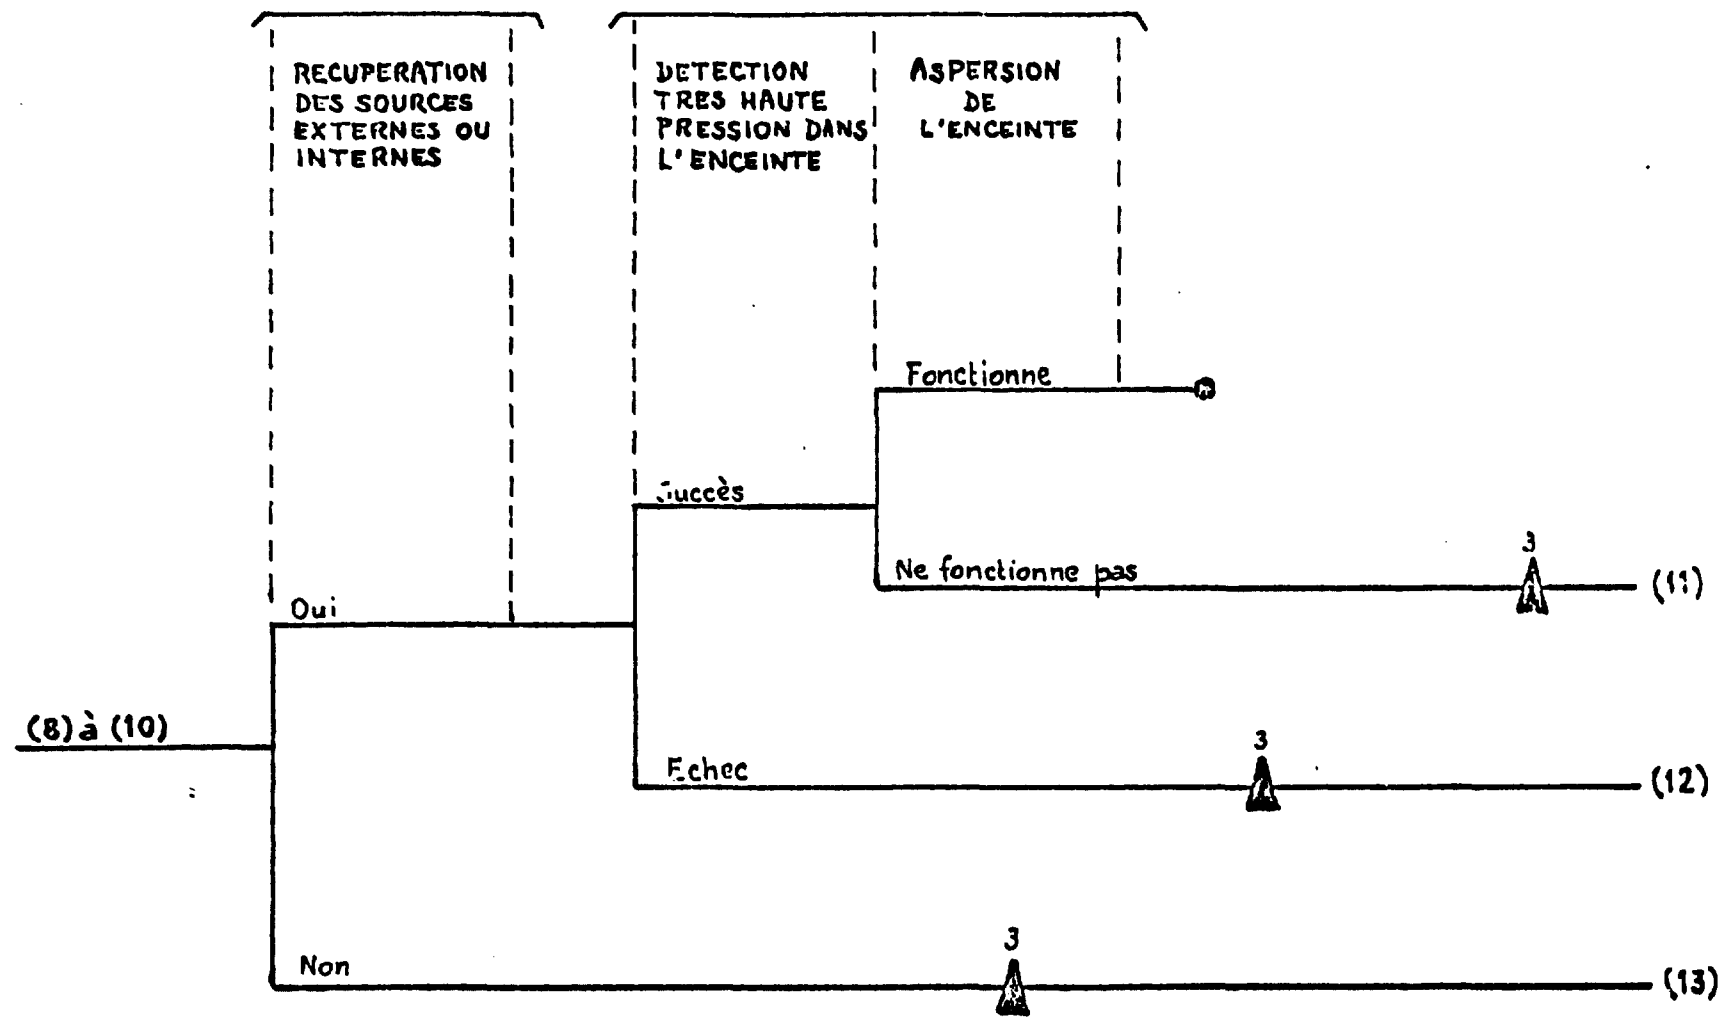 RECUPERATION
DES SOURCES
EXTERNES OU
INTERNES
DETECTION
TRES HAUTE
PRESSION DANS
L'ENCEINTE
ASPERSION
DE
L'ENCEINTE
Fonctionne
Succès
Ne fonctionne pas
3
(11)
Oui
(8) à (10)
Echec
3
(12)
Non
3
(13)